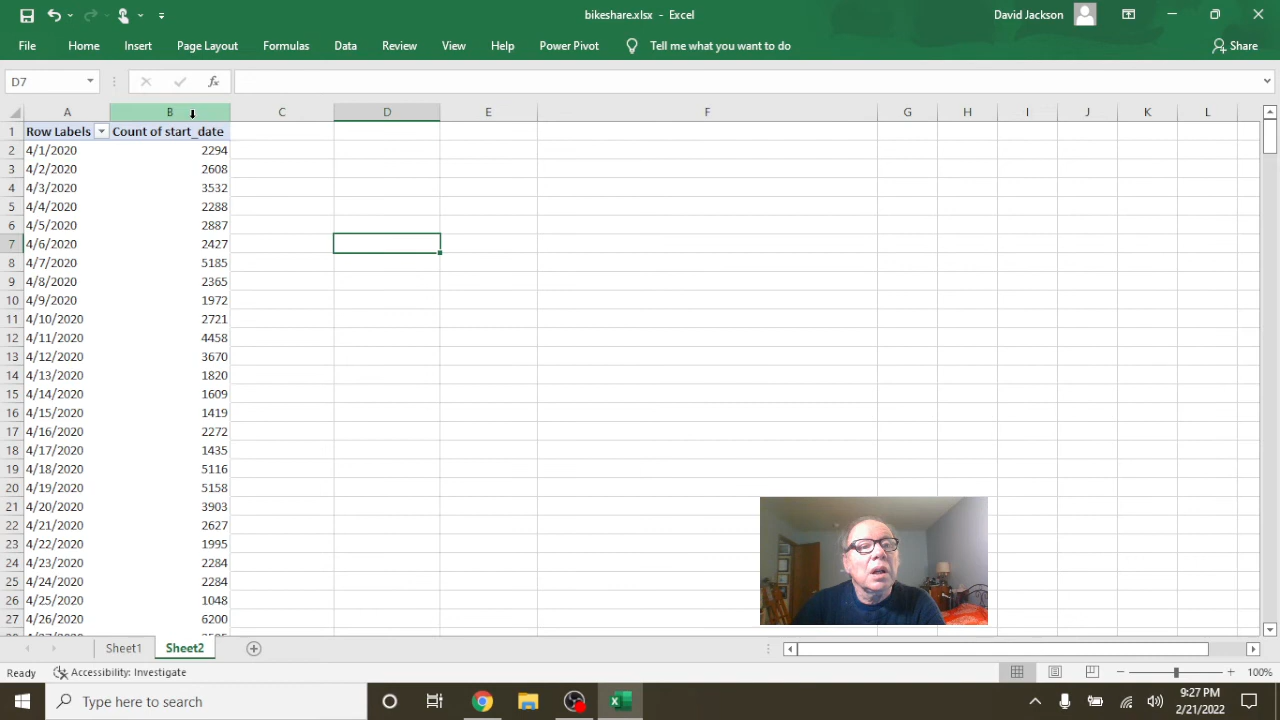 bikeshare.xlsx - Excel
David Jackson
File Home Insert Page Layout Formulas Data Review View Help Power Pivot Tell me what you want to do Share
D7 fx
A B C D E F G H I J K L
1 Row Labels Count of start_date
2 4/1/2020 2294
3 4/2/2020 2608
4 4/3/2020 3532
5 4/4/2020 2288
6 4/5/2020 2887
7 4/6/2020 2427
8 4/7/2020 5185
9 4/8/2020 2365
10 4/9/2020 1972
11 4/10/2020 2721
12 4/11/2020 4458
13 4/12/2020 3670
14 4/13/2020 1820
15 4/14/2020 1609
16 4/15/2020 1419
17 4/16/2020 2272
18 4/17/2020 1435
19 4/18/2020 5116
20 4/19/2020 5158
21 4/20/2020 3903
22 4/21/2020 2627
23 4/22/2020 1995
24 4/23/2020 2284
25 4/24/2020 2284
26 4/25/2020 1048
27 4/26/2020 6200
Sheet1 Sheet2
Ready Accessibility: Investigate 100%
Type here to search
9:27 PM
2/21/2022